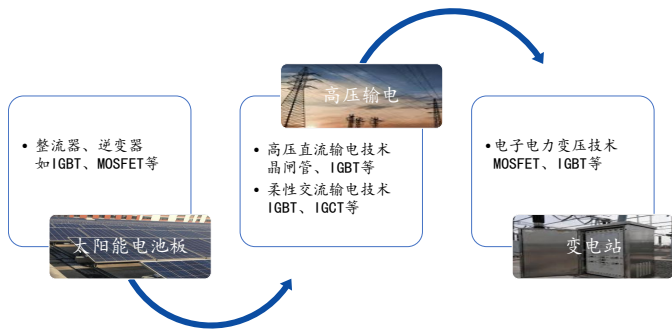 • 整流器、逆变器
如IGBT、MOSFET等
太阳能电池板
高压输电
• 高压直流输电技术
晶闸管、IGBT等
• 柔性交流输电技术
IGBT、IGCT等
•电子电力变压技术
MOSFET、IGBT等
变电站